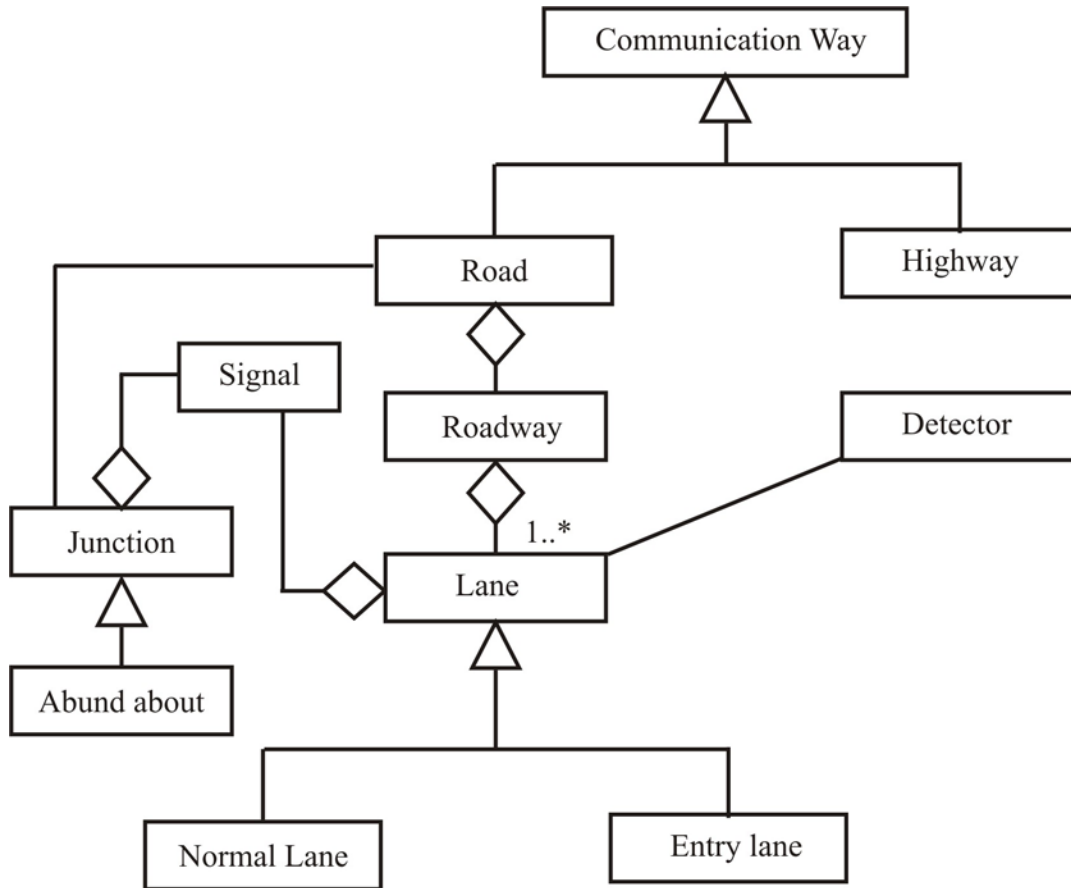 Communication Way
Road
Highway
Signal
Roadway
Detector
1..*
Junction
Lane
Abund about
Normal Lane
Entry lane